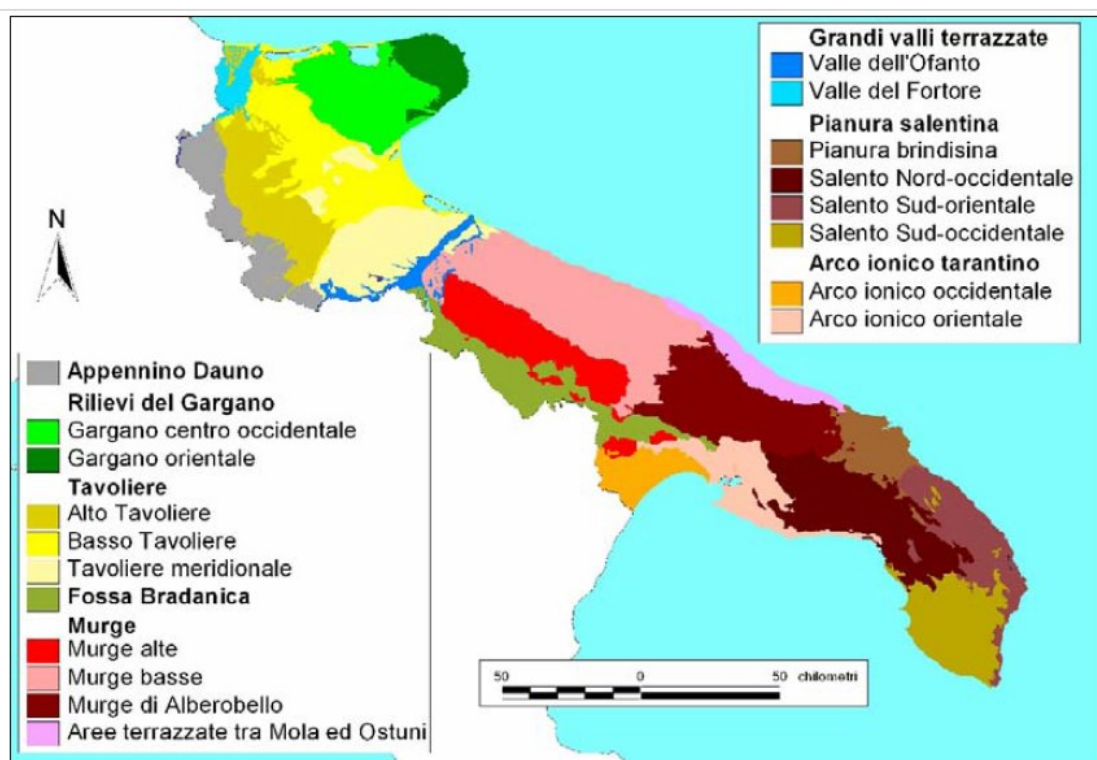 Grandi valli terrazzate
Valle dell'Ofanto
Valle del Fortore
Pianura salentina
Pianura brindisina
Salento Nord-occidentale
Salento Sud-orientale
Salento Sud-occidentale
Arco ionico tarantino
Arco ionico occidentale
Arco ionico orientale
N
Appennino Dauno
Rilievi del Gargano
Gargano centro occidentale
Gargano orientale
Tavoliere
Alto Tavoliere
Basso Tavoliere
Tavoliere meridionale
Fossa Bradanica
Murge
Murge alte
Murge basse
Murge di Alberobello
Aree terrazzate tra Mola ed Ostuni
50 0 50 chilometri